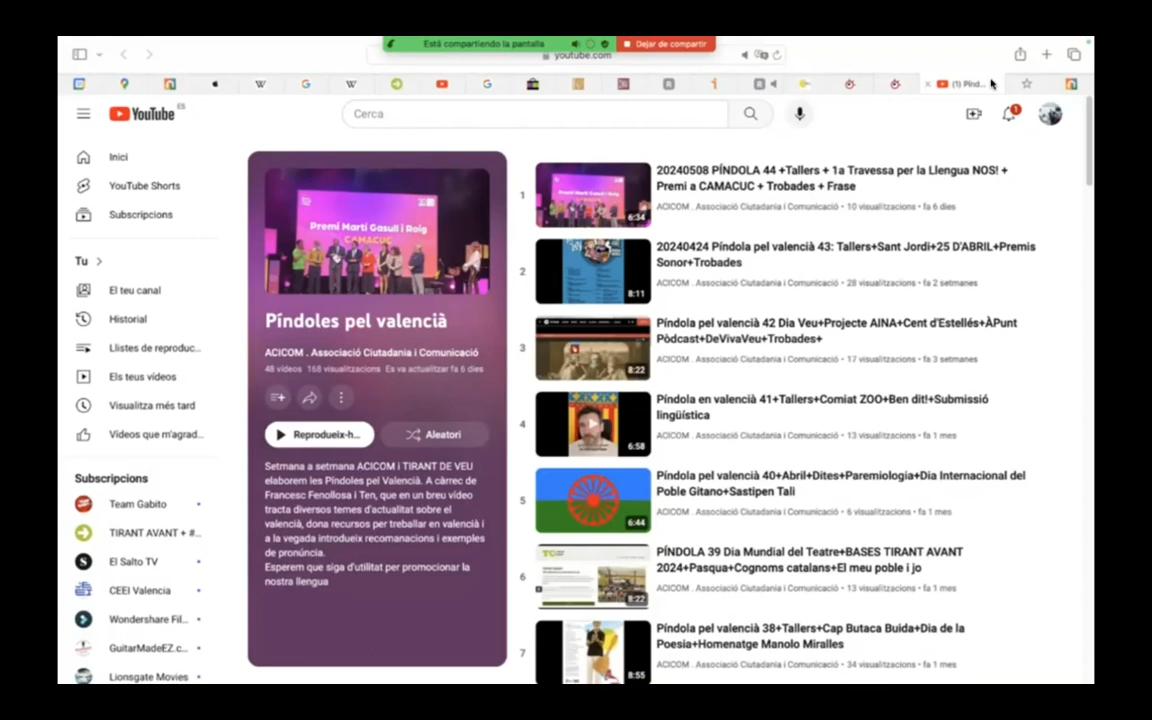 Está compartiendo la pantalla
Dejar de compartir
youtube.com
(1) Pínd...
YouTube ES
Cerca
1
Inici
YouTube Shorts
Subscripcions
Tu
El teu canal
Historial
Llistes de reproduc...
Els teus vídeos
Visualitza més tard
Vídeos que m'agrad...
Subscripcions
Team Gabito
TIRANT AVANT + #...
El Salto TV
CEEI Valencia
Wondershare Fil...
GuitarMadeEZ.c...
Lionsgate Movies
Premi Martí Gasull i Roig
CAMACUC
Píndoles pel valencià
ACICOM . Associació Ciutadania i Comunicació
48 vídeos 168 visualitzacions Es va actualitzar fa 6 dies
Reprodueix-h...
Aleatori
Setmana a setmana ACICOM i TIRANT DE VEU
elaborem les Píndoles pel Valencià. A càrrec de
Francesc Fenollosa i Ten, que en un breu vídeo
tracta diversos temes d'actualitat sobre el
valencià, dona recursos per treballar en valencià i
a la vegada introdueix recomanacions i exemples
de pronúncia.
Esperem que siga d'utilitat per promocionar la
nostra llengua
1
Premi Martí Gasull i Roig
6:34
20240508 PÍNDOLA 44 +Tallers + 1a Travessa per la Llengua NOS! +
Premi a CAMACUC + Trobades + Frase
ACICOM . Associació Ciutadania i Comunicació • 10 visualitzacions • fa 6 dies
2
8:11
20240424 Píndola pel valencià 43: Tallers+Sant Jordi+25 D'ABRIL+Premis
Sonor+Trobades
ACICOM . Associació Ciutadania i Comunicació • 28 visualitzacions • fa 2 setmanes
3
8:22
Píndola pel valencià 42 Dia Veu+Projecte AINA+Cent d'Estellés+ÀPunt
Pòdcast+DeVivaVeu+Trobades+
ACICOM . Associació Ciutadania i Comunicació • 17 visualitzacions • fa 3 setmanes
4
6:58
Píndola en valencià 41+Tallers+Comiat ZOO+Ben dit!+Submissió
lingüística
ACICOM . Associació Ciutadania i Comunicació • 13 visualitzacions • fa 1 mes
5
6:44
Píndola pel valencià 40+Abril+Dites+Paremiologia+Dia Internacional del
Poble Gitano+Sastipen Tali
ACICOM . Associació Ciutadania i Comunicació • 6 visualitzacions • fa 1 mes
6
8:22
PÍNDOLA 39 Dia Mundial del Teatre+BASES TIRANT AVANT
2024+Pasqua+Cognoms catalans+El meu poble i jo
ACICOM . Associació Ciutadania i Comunicació • 13 visualitzacions • fa 1 mes
7
8:55
Píndola pel valencià 38+Tallers+Cap Butaca Buida+Dia de la
Poesia+Homenatge Manolo Miralles
ACICOM . Associació Ciutadania i Comunicació • 34 visualitzacions • fa 1 mes